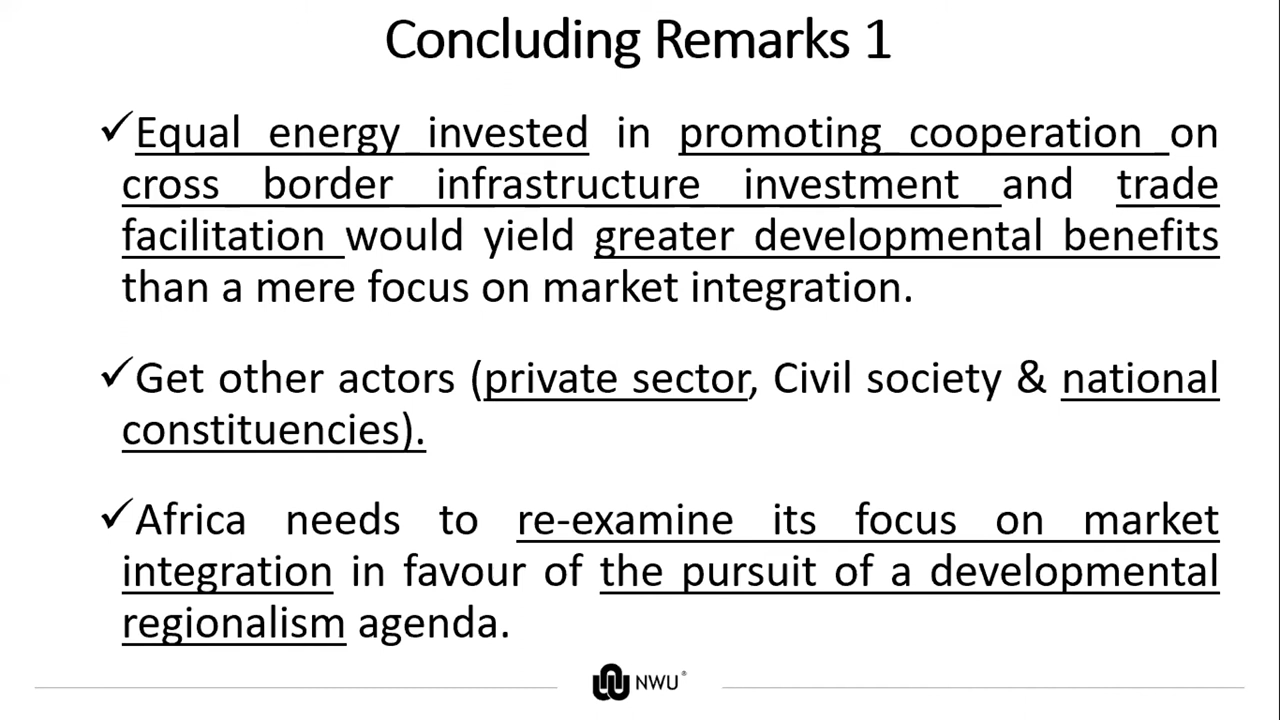 Concluding Remarks 1
✓Equal energy invested in promoting cooperation on
cross border infrastructure investment and trade
facilitation would yield greater developmental benefits
than a mere focus on market integration.
✓Get other actors (private sector, Civil society & national
constituencies).
✓Africa needs to re-examine its focus on market
integration in favour of the pursuit of a developmental
regionalism agenda.
NWU®